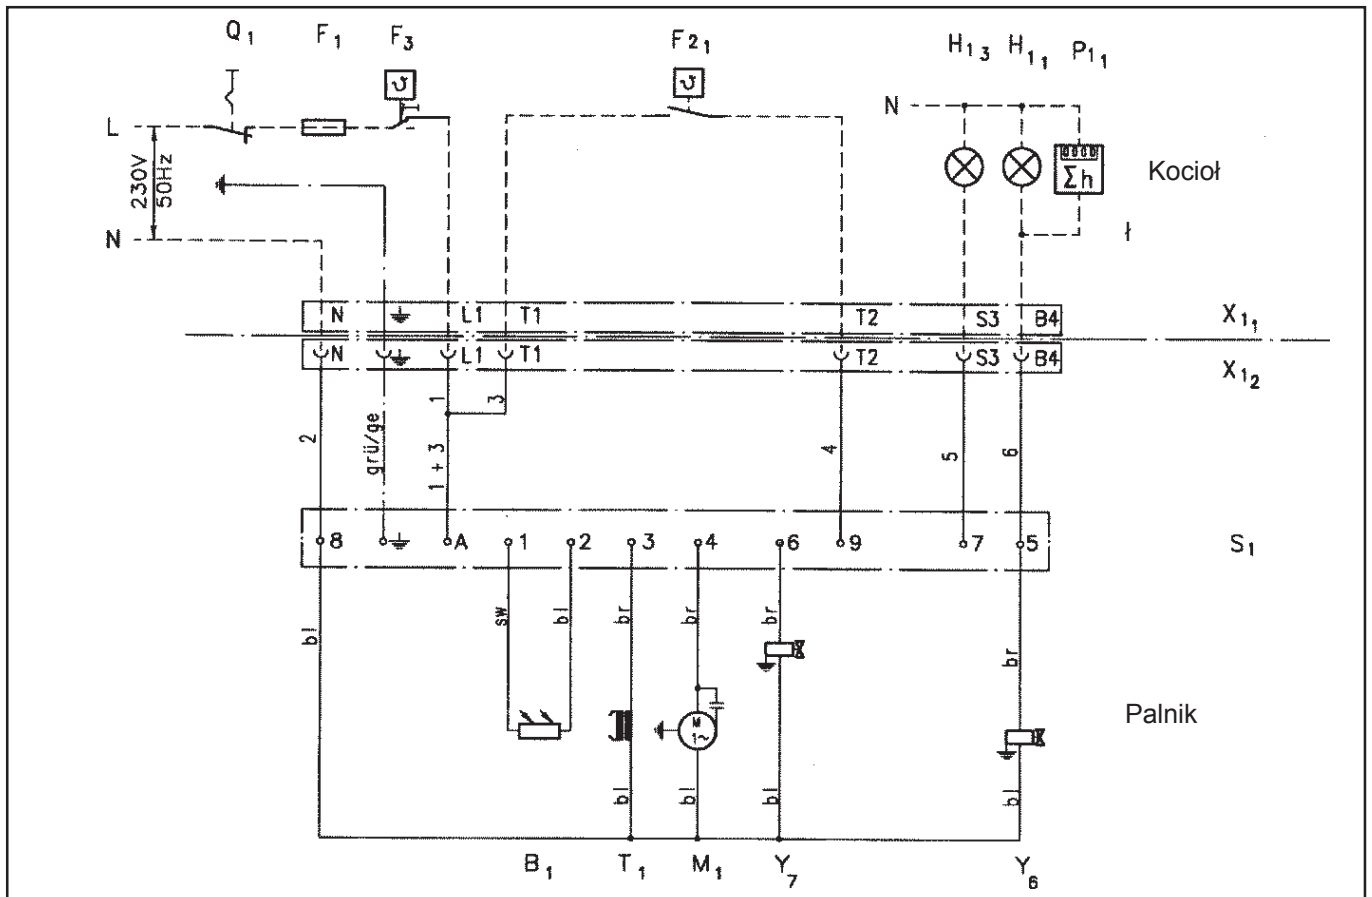 Q1 F1 F3 F21 H13 H11 P11
ϑ ϑ
L N
230V 50Hz
Σh Kocioł
N ł
N L1 T1 T2 S3 B4 X11
N L1 T1 T2 S3 B4 X12
2 grü/ge 1 3 1 + 3 4 5 6
8 A 1 2 3 4 6 9 7 5 S1
bl sw bl br br br br
M 1~ Palnik
bl bl bl bl
B1 T1 M1 Y7 Y6